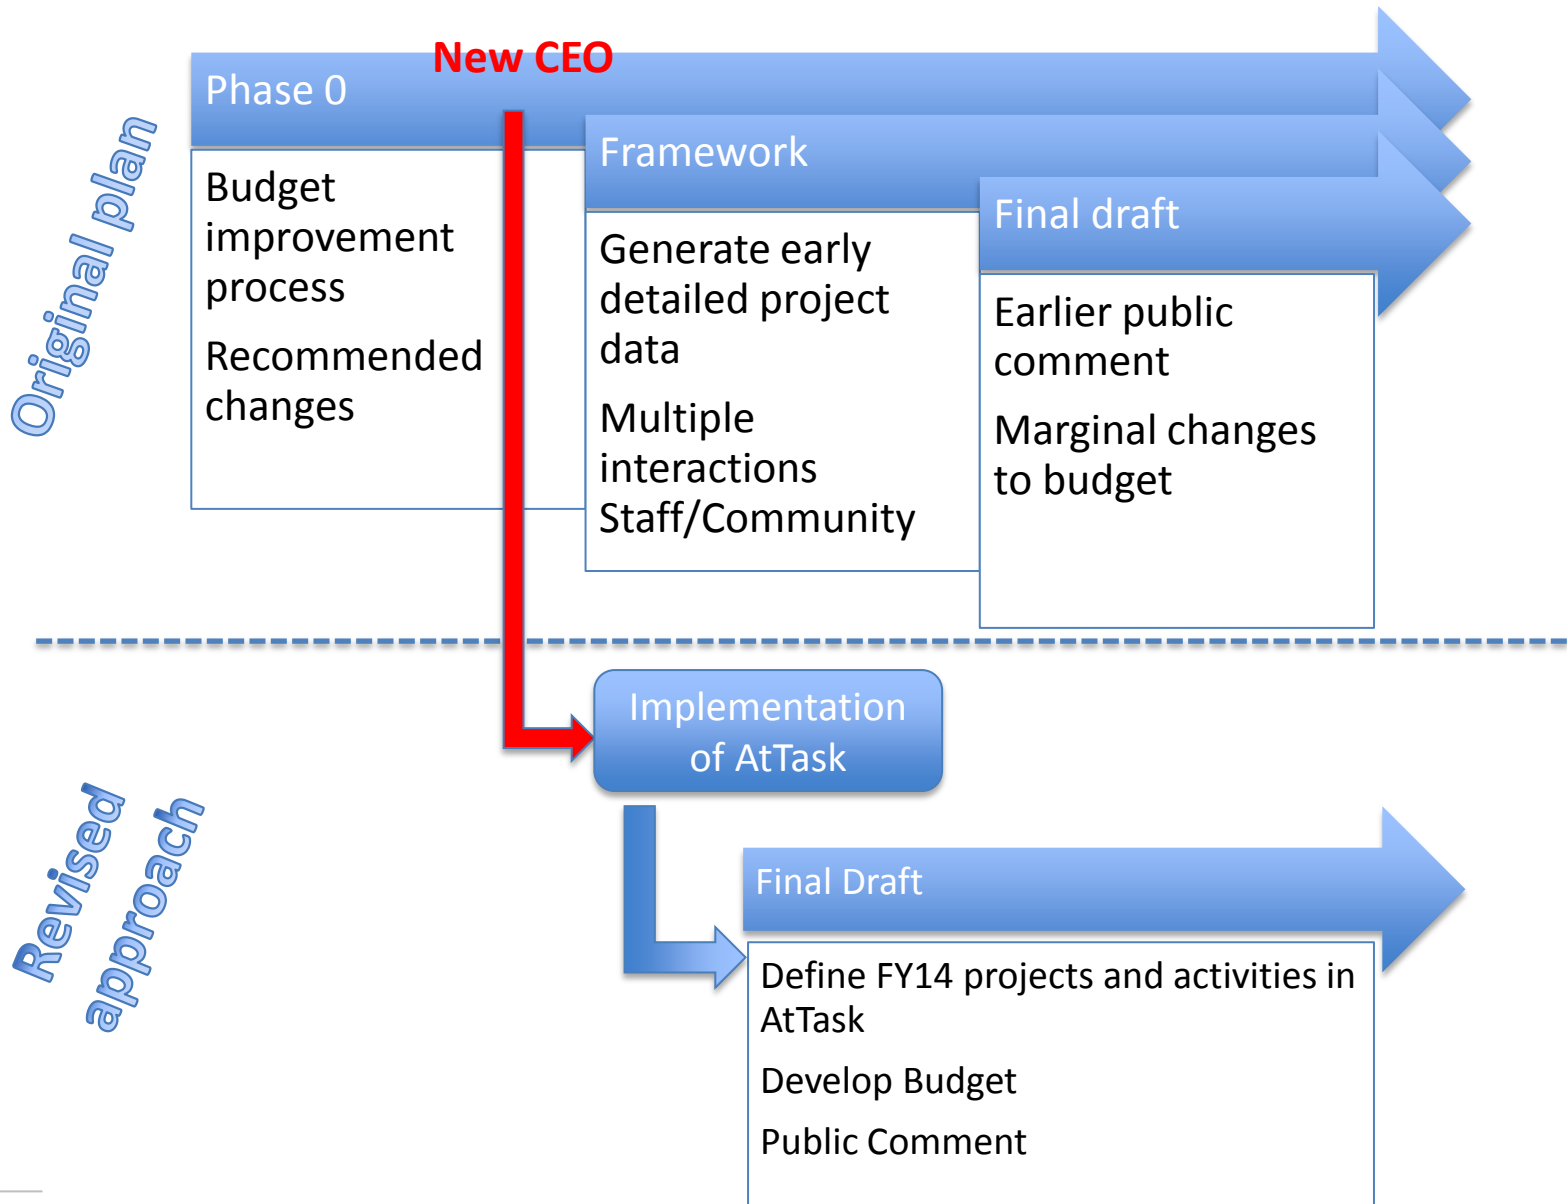 New CEO
Phase 0
Budget
improvement
process
Recommended
changes
Framework
Generate early
detailed project
data
Multiple
interactions
Staff/Community
Final draft
Earlier public
comment
Marginal changes
to budget
Original plan
Implementation
of AtTask
Revised
approach
Final Draft
Define FY14 projects and activities in
AtTask
Develop Budget
Public Comment